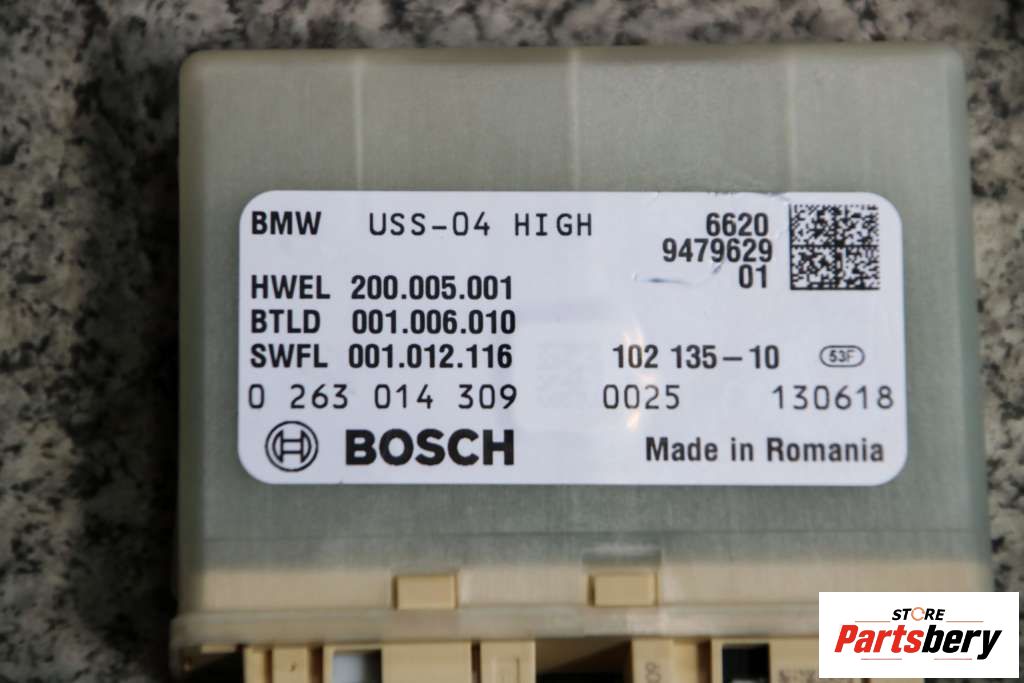 BMW USS-04 HIGH 6620
9479629
01
HWEL 200.005.001
BTLD 001.006.010
SWFL 001.012.116 102 135-10 53F
0 263 014 309 0025 130618
BOSCH Made in Romania
09
STORE
Partsbery